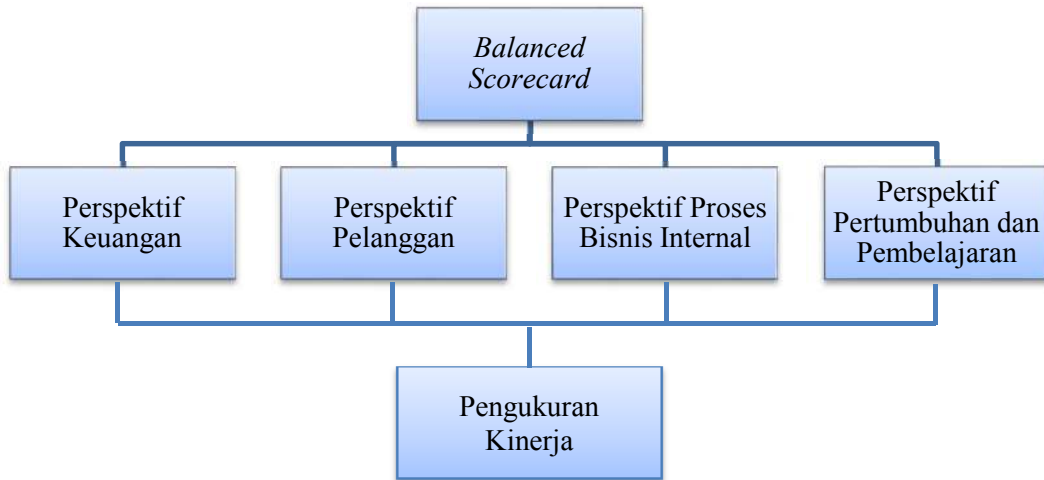 Balanced
Scorecard
Perspektif
Keuangan
Perspektif
Pelanggan
Perspektif Proses
Bisnis Internal
Perspektif
Pertumbuhan dan
Pembelajaran
Pengukuran
Kinerja